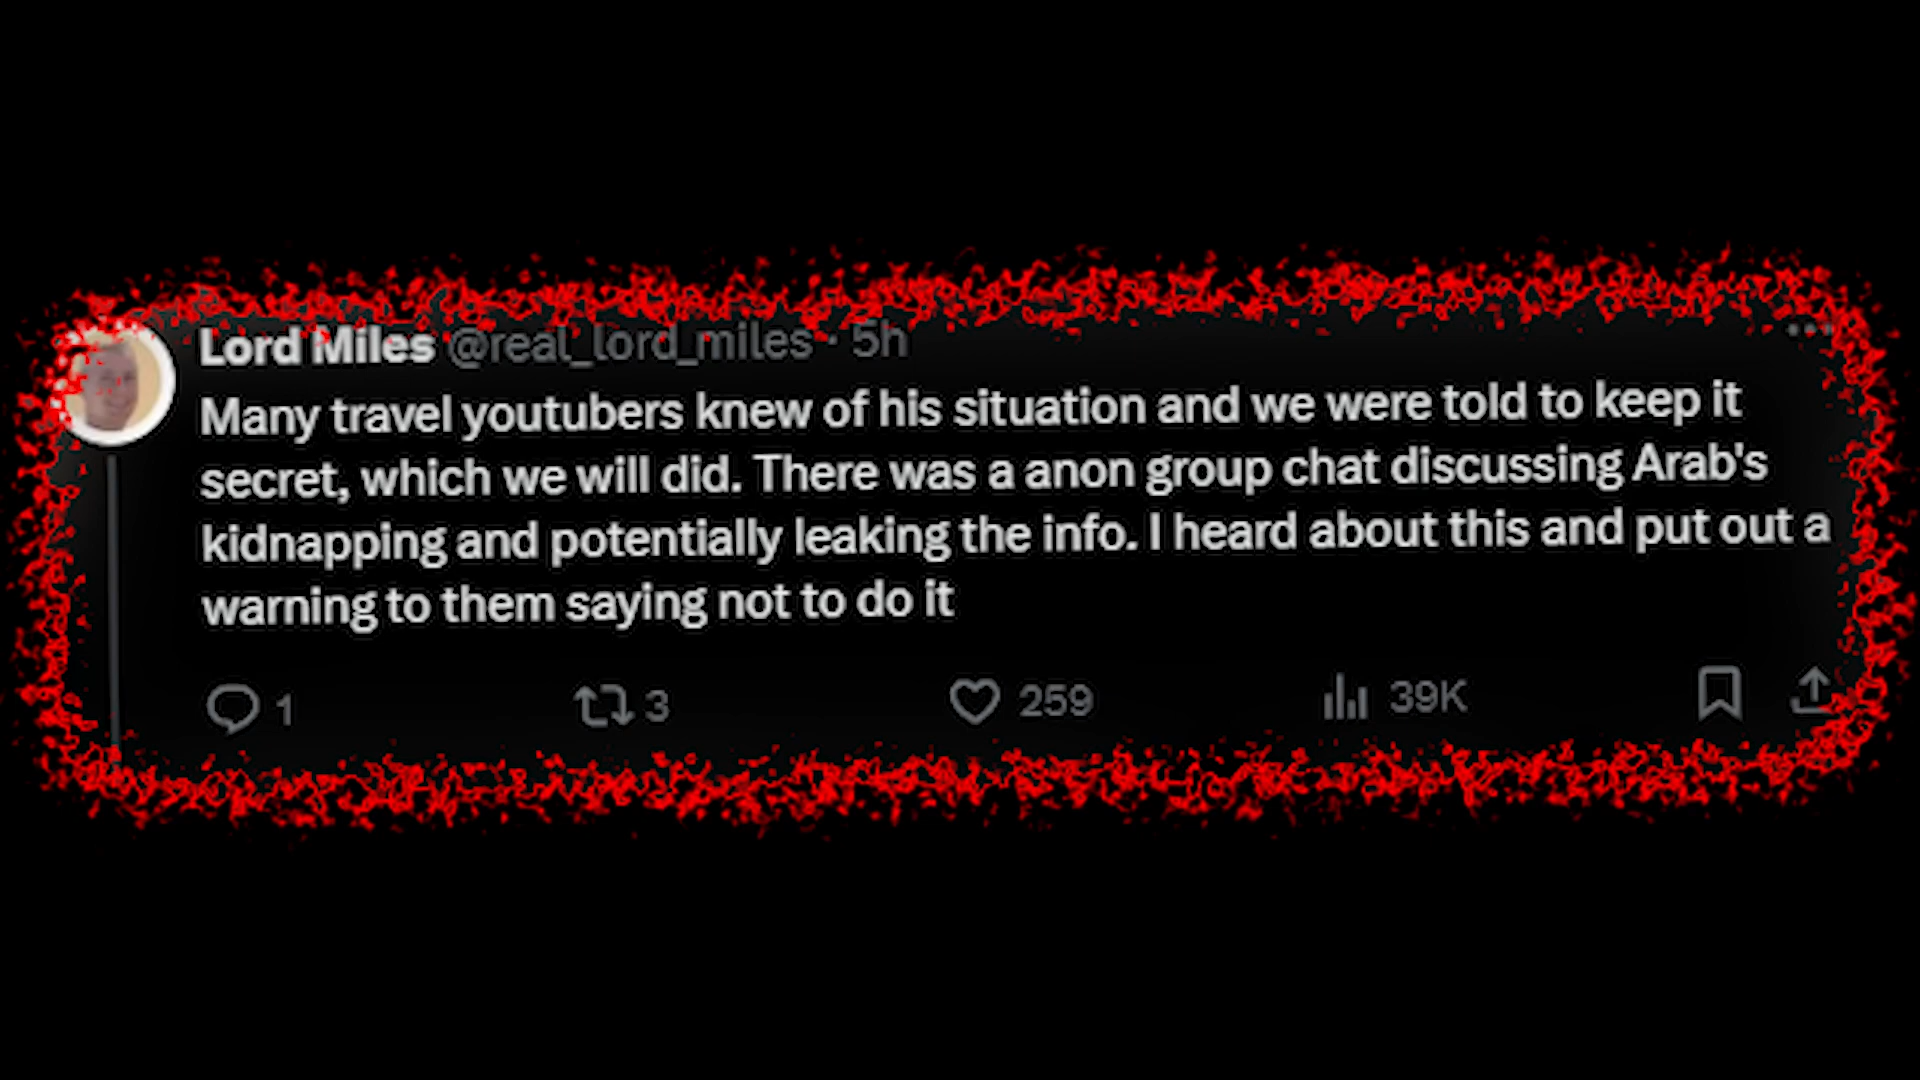 Lord Miles @real_lord_miles · 5h
Many travel youtubers knew of his situation and we were told to keep it
secret, which we will did. There was a anon group chat discussing Arab's
kidnapping and potentially leaking the info. I heard about this and put out a
warning to them saying not to do it
1 3 259 39K